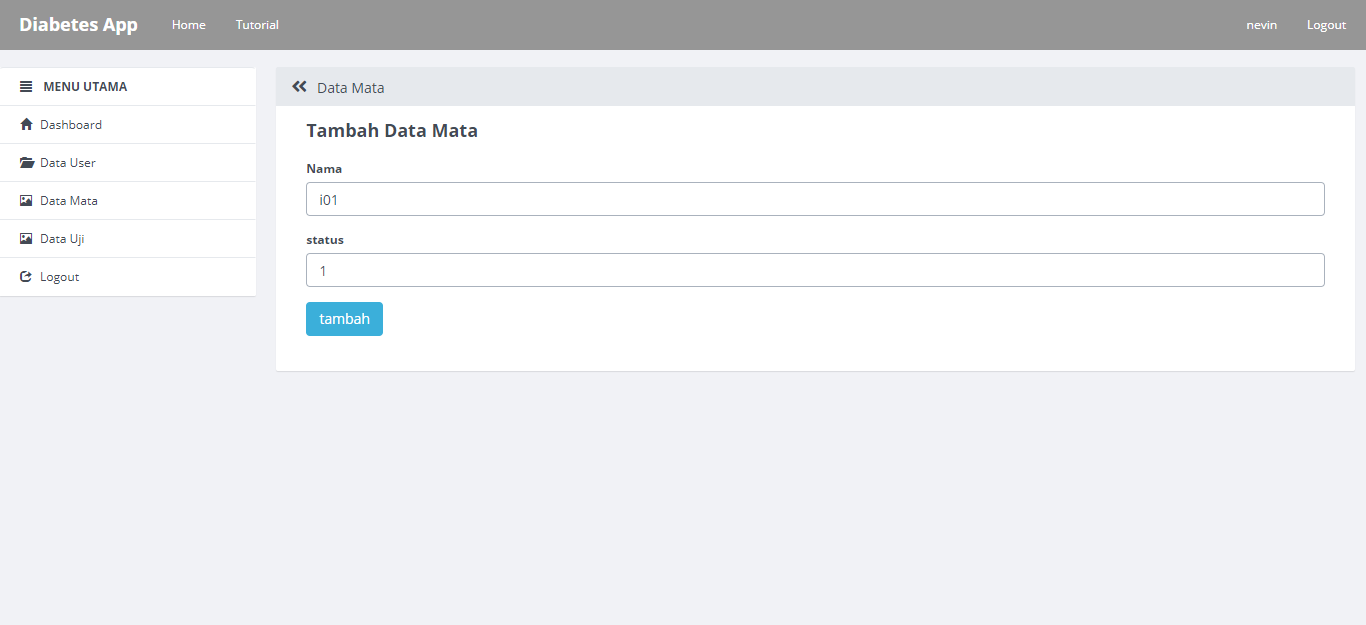 Diabetes App Home Tutorial nevin Logout
MENU UTAMA
Dashboard
Data User
Data Mata
Data Uji
Logout
Data Mata
Tambah Data Mata
Nama
i01
status
1
tambah